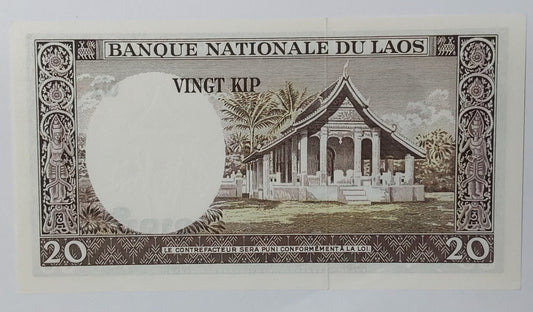 BANQUE NATIONALE DU LAOS
VINGT KIP
20
LE CONTREFACTEUR SERA PUNI CONFORMÉMENT À LA LOI.
20